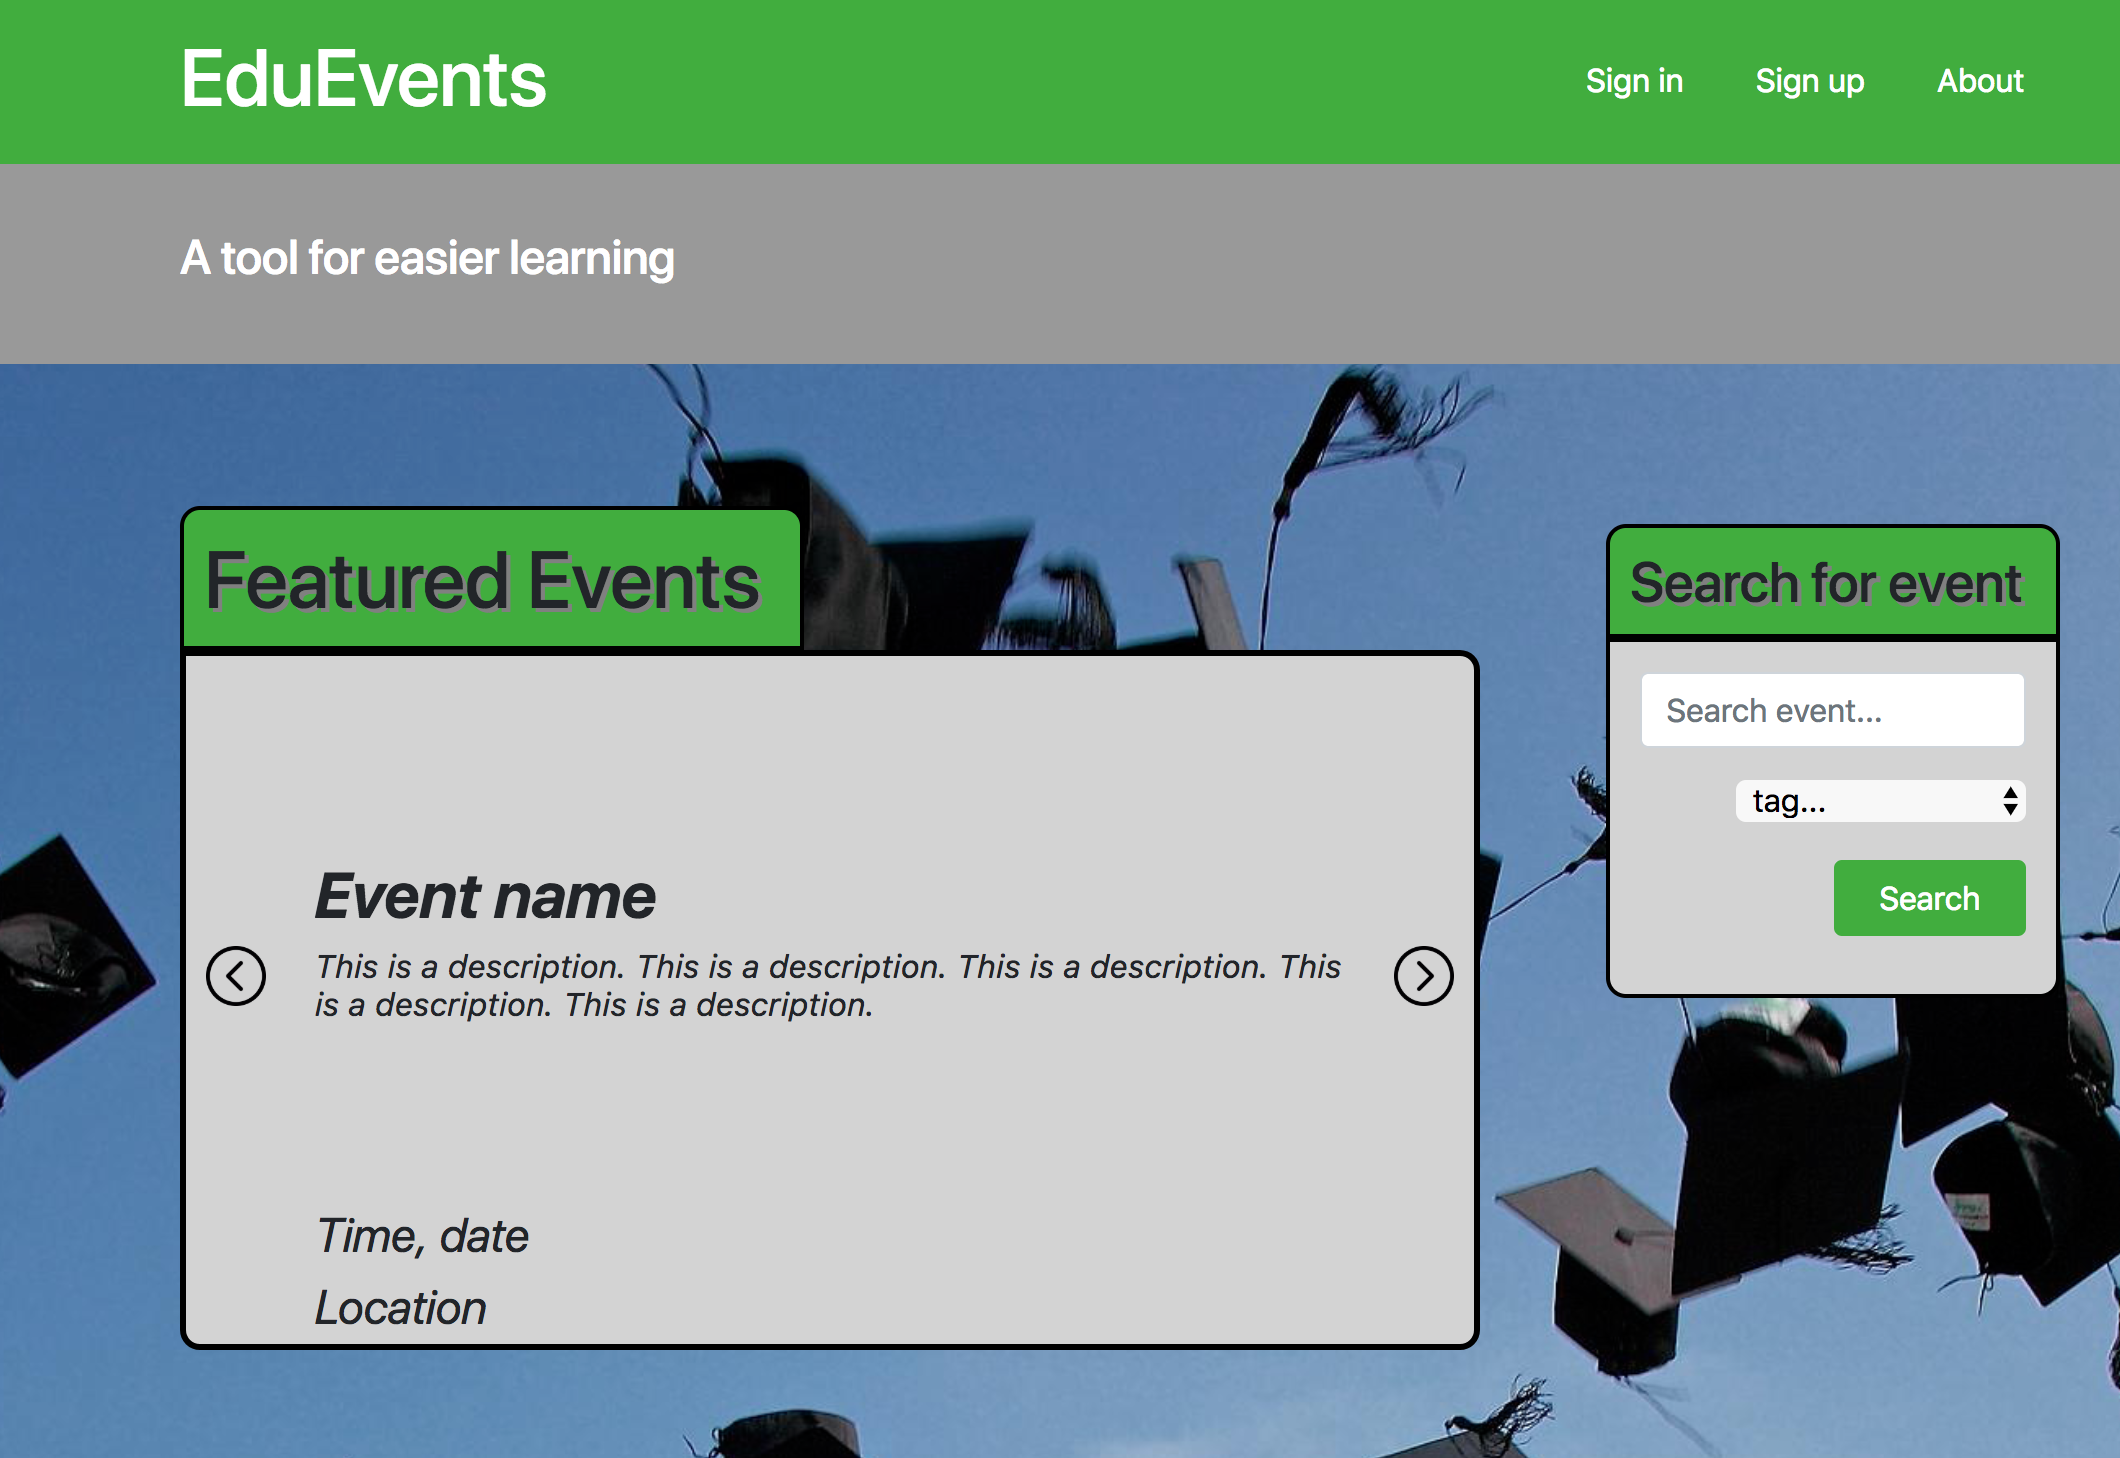 EduEvents
Sign in
Sign up
About
A tool for easier learning
Featured Events
Search for event
Search event...
tag...
Search
Event name
This is a description. This is a description. This is a description. This
is a description. This is a description.
Time, date
Location